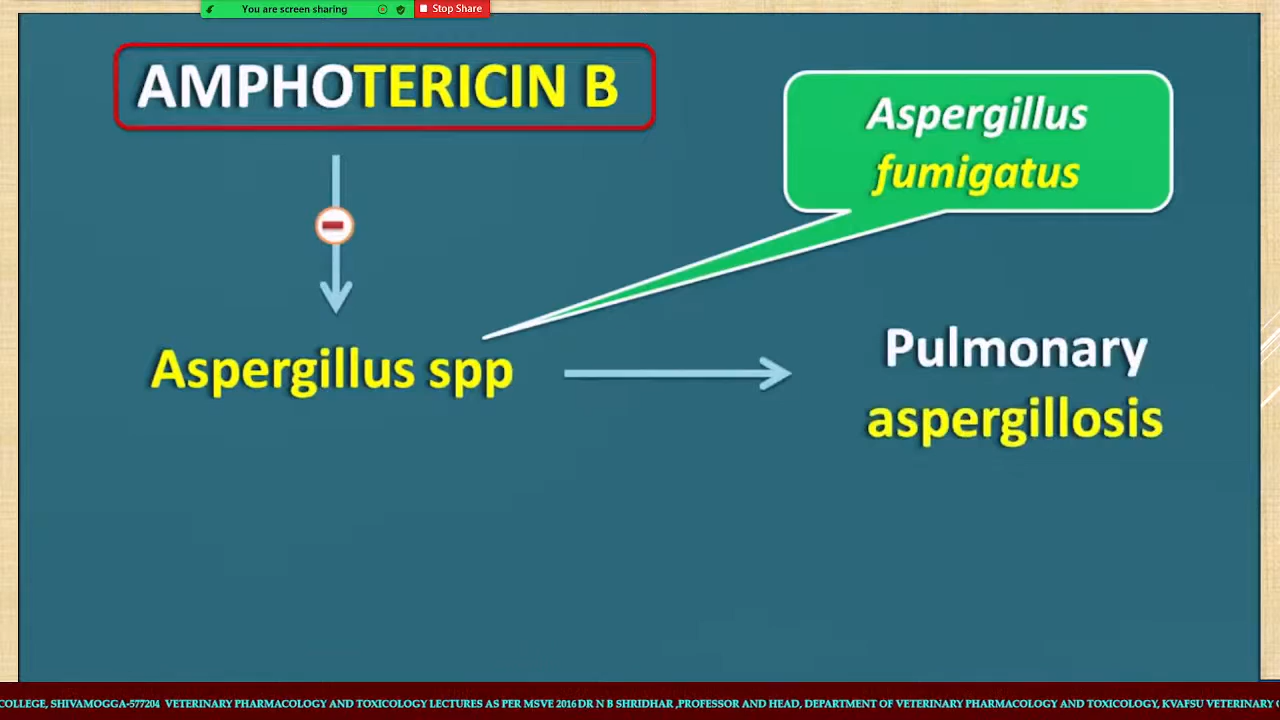 You are screen sharing
Stop Share
AMPHOTERICIN B
Aspergillus
fumigatus
Aspergillus spp
Pulmonary
aspergillosis
COLLEGE, SHIVAMOGGA-577204 VETERINARY PHARMACOLOGY AND TOXICOLOGY LECTURES AS PER MSVE 2016 DR N B SHRIDHAR ,PROFESSOR AND HEAD, DEPARTMENT OF VETERINARY PHARMACOLOGY AND TOXICOLOGY, KVAFSU VETERINARY